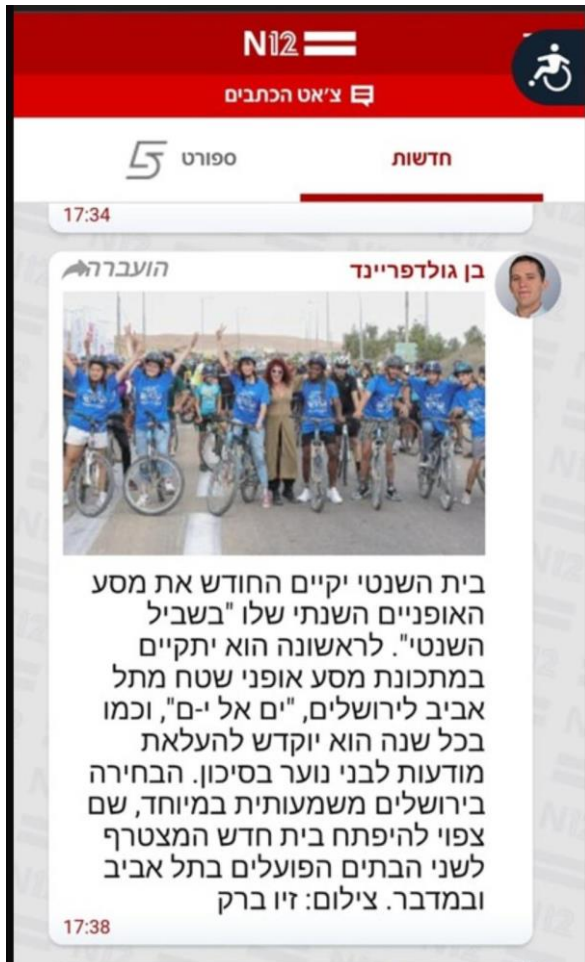 N12
צ'אט הכתבים
חדשות
ספורט 5
17:34
בן גולדפריינד
הועברה
בית השנטי יקיים החודש את מסע
האופניים השנתי שלו "בשביל
השנטי". לראשונה הוא יתקיים
במתכונת מסע אופני שטח מתל
אביב לירושלים, "ים אל י-ם", וכמו
בכל שנה הוא יוקדש להעלאת
מודעות לבני נוער בסיכון. הבחירה
בירושלים משמעותית במיוחד, שם
צפוי להיפתח בית חדש המצטרף
לשני הבתים הפועלים בתל אביב
ובמדבר. צילום: זיו ברק
17:38